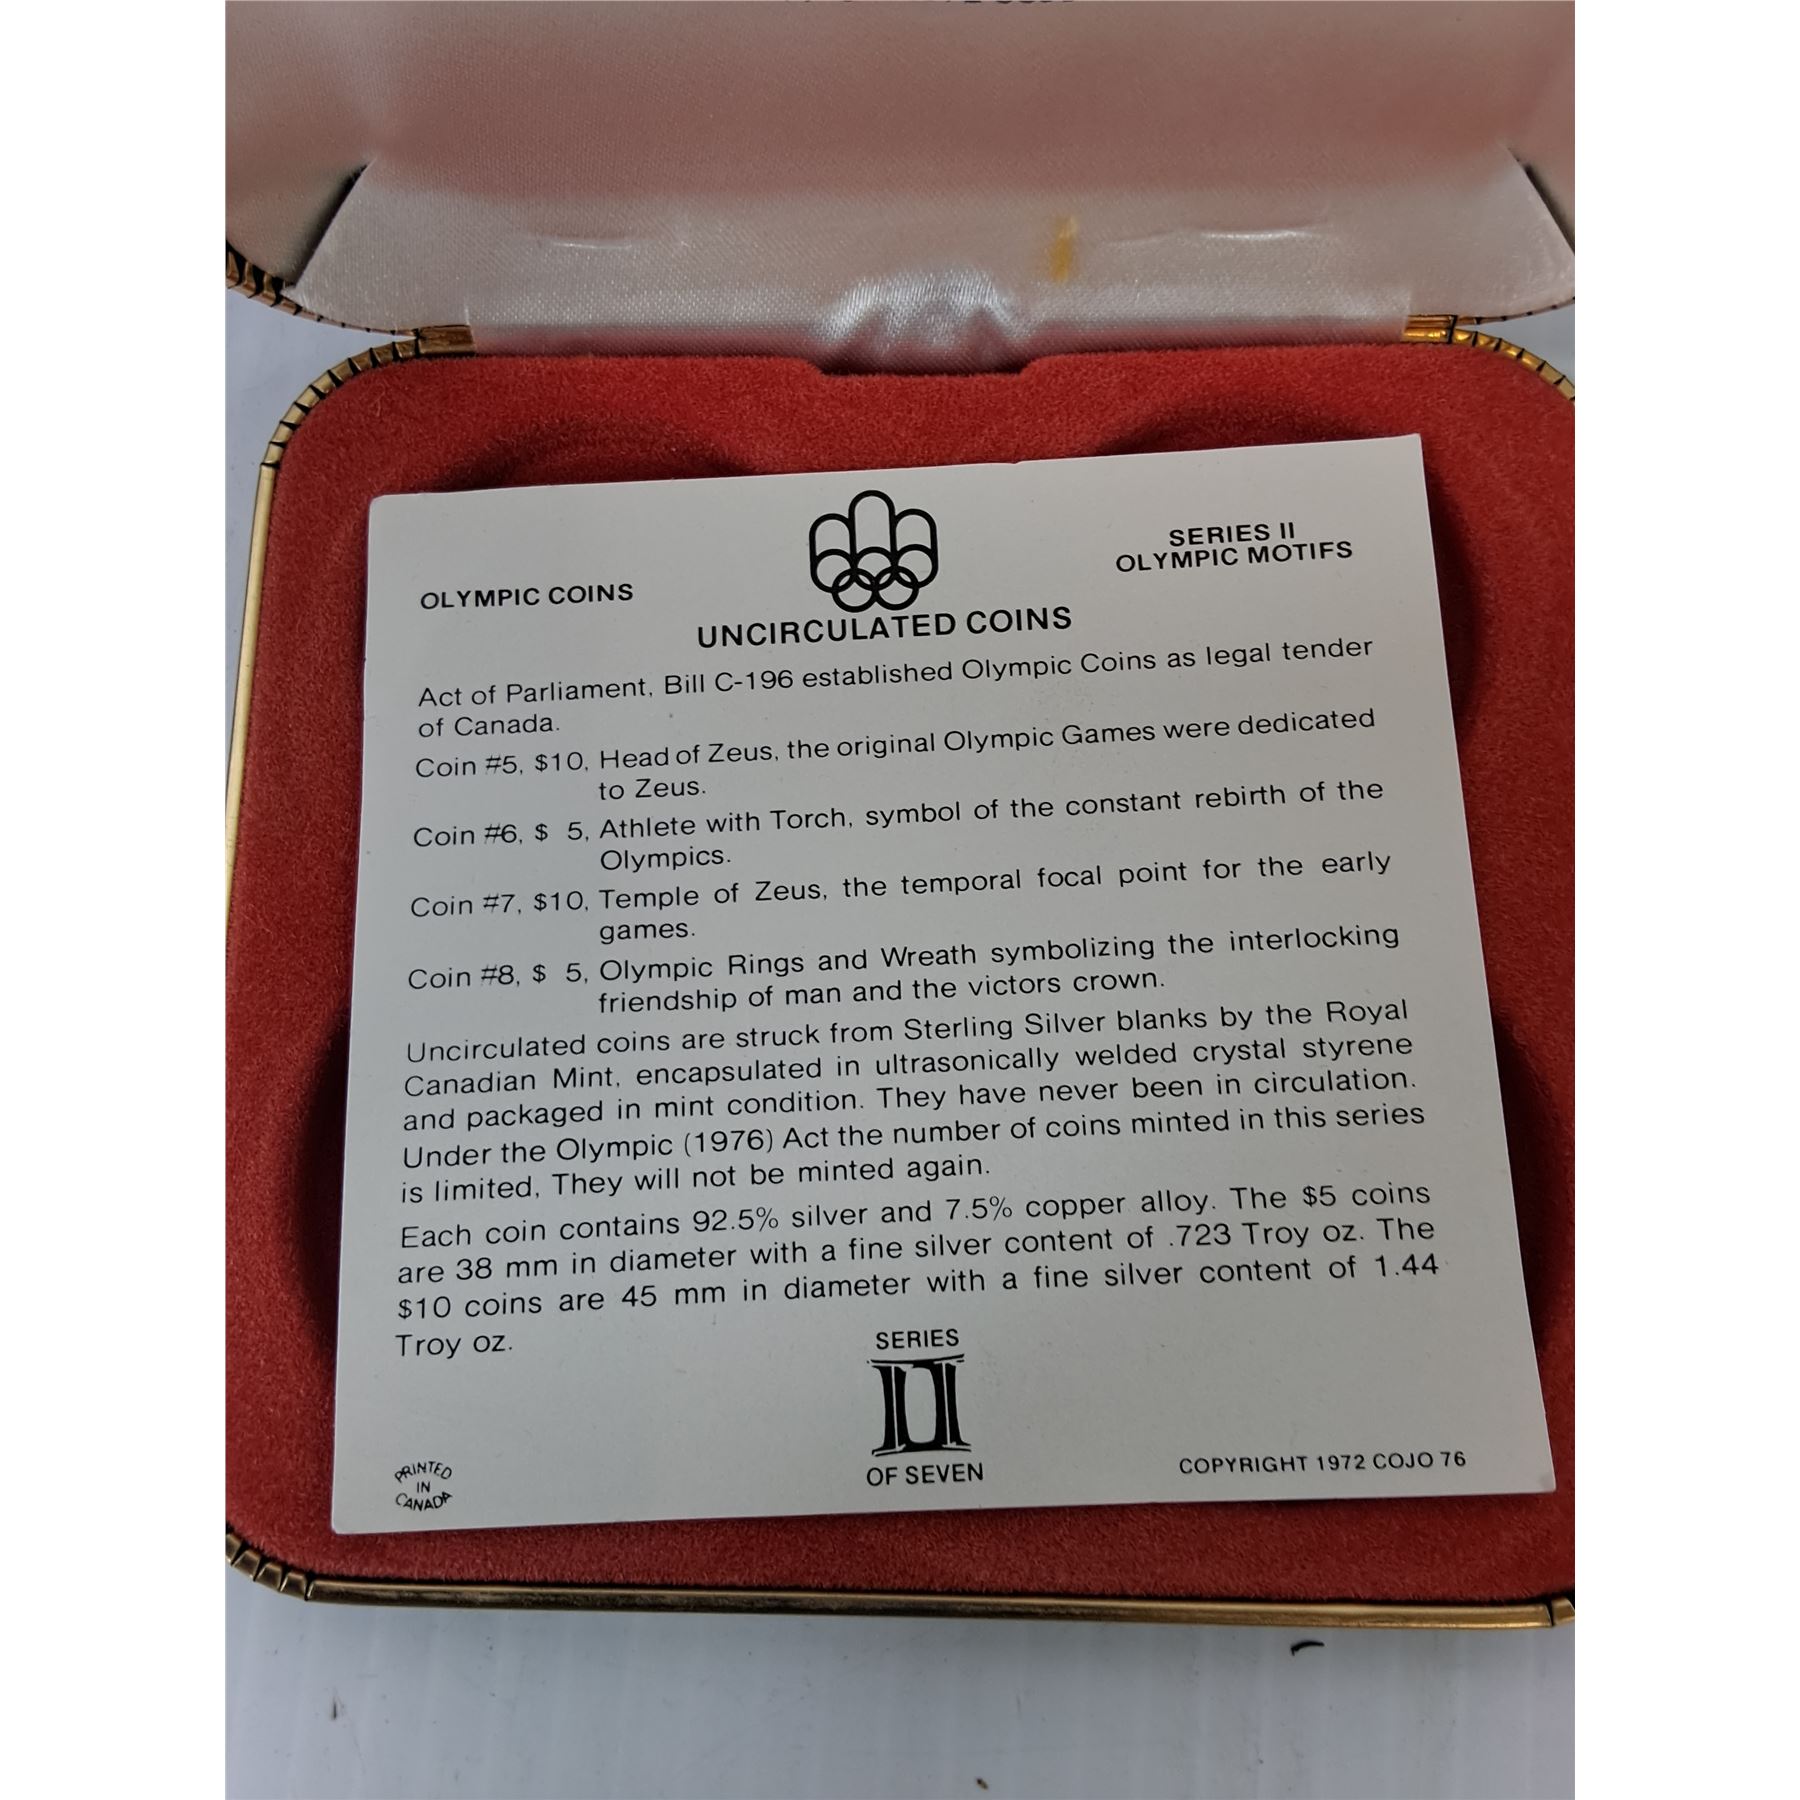 OLYMPIC COINS
SERIES II
OLYMPIC MOTIFS
UNCIRCULATED COINS
Act of Parliament, Bill C-196 established Olympic Coins as legal tender
of Canada.
Coin #5, $10, Head of Zeus, the original Olympic Games were dedicated
to Zeus.
Coin #6, $ 5, Athlete with Torch, symbol of the constant rebirth of the
Olympics.
Coin #7, $10, Temple of Zeus, the temporal focal point for the early
games.
Coin #8, $ 5, Olympic Rings and Wreath symbolizing the interlocking
friendship of man and the victors crown.
Uncirculated coins are struck from Sterling Silver blanks by the Royal
Canadian Mint, encapsulated in ultrasonically welded crystal styrene
and packaged in mint condition. They have never been in circulation.
Under the Olympic (1976) Act the number of coins minted in this series
is limited, They will not be minted again.
Each coin contains 92.5% silver and 7.5% copper alloy. The $5 coins
are 38 mm in diameter with a fine silver content of .723 Troy oz. The
$10 coins are 45 mm in diameter with a fine silver content of 1.44
Troy oz.
SERIES
II
OF SEVEN
PRINTED
IN
CANADA
COPYRIGHT 1972 COJO 76